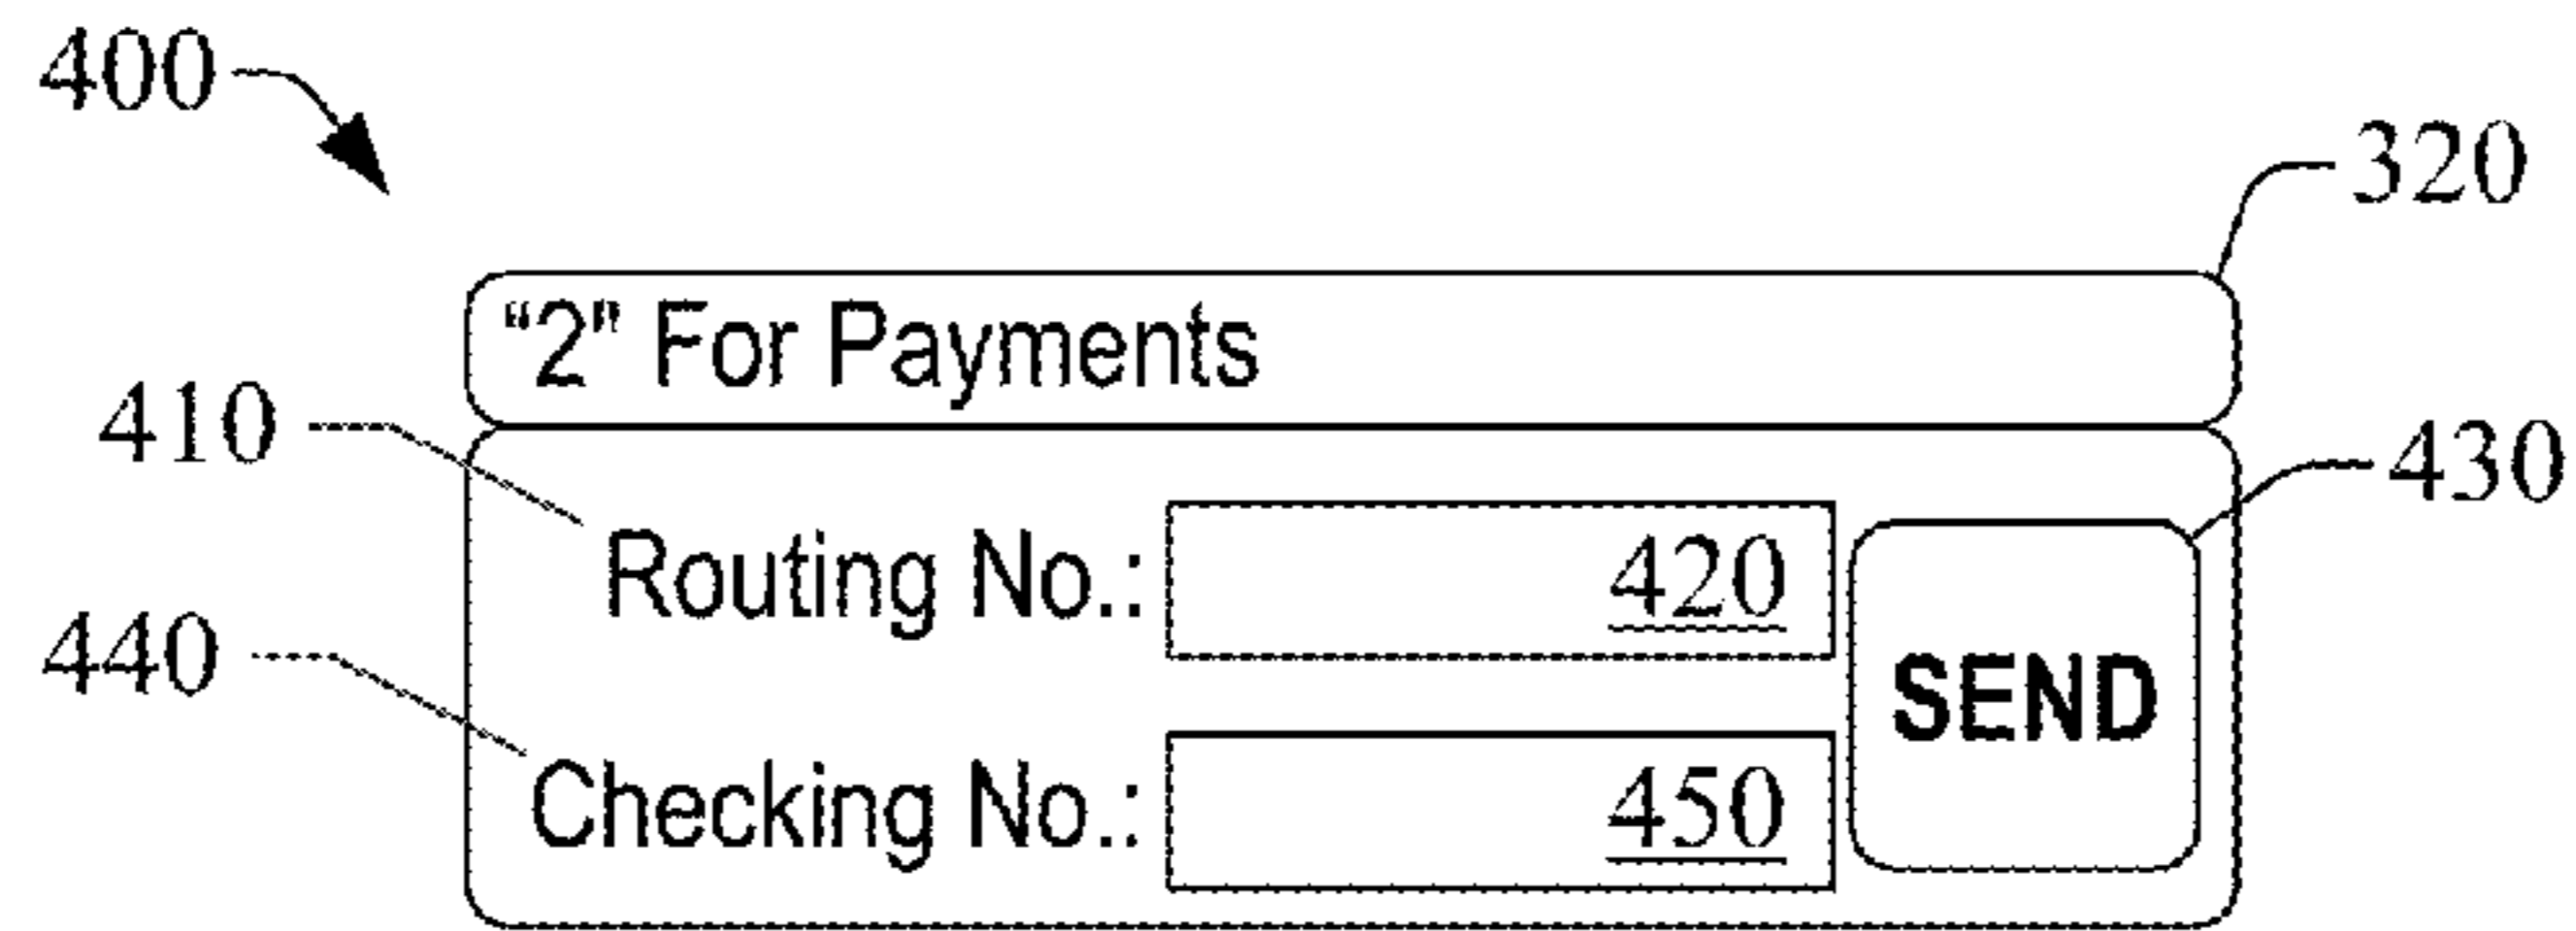 400
320
“2” For Payments
410
430
Routing No.: 420
440
SEND
Checking No.: 450